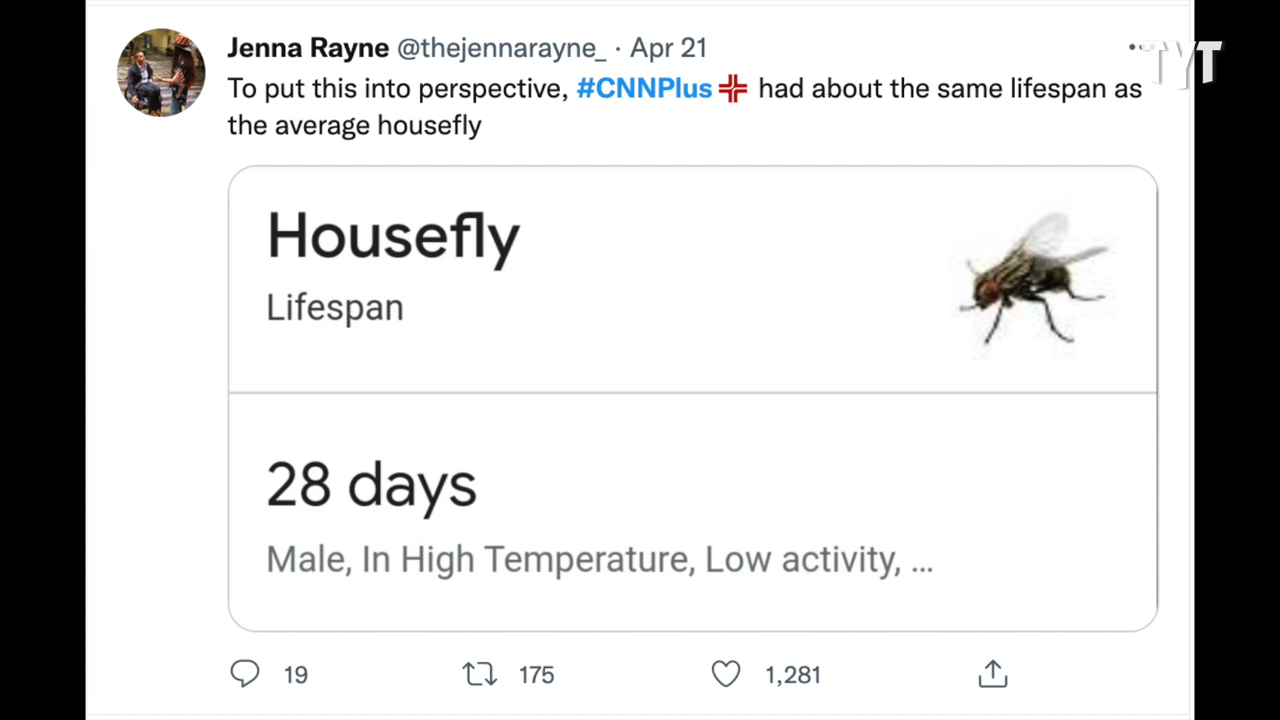 Jenna Rayne @thejennarayne_ · Apr 21
TYT
To put this into perspective, #CNNPlus had about the same lifespan as
the average housefly
Housefly
Lifespan
28 days
Male, In High Temperature, Low activity, ...
19 175 1,281